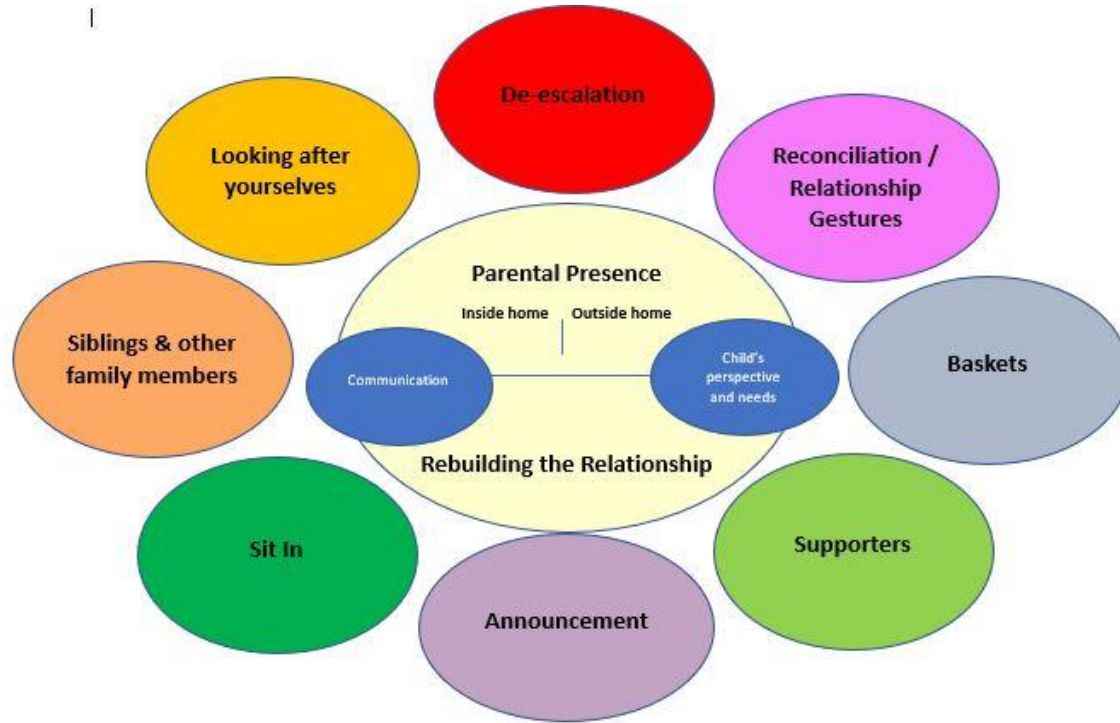 De-escalation
Looking after
yourselves
Reconciliation /
Relationship
Gestures
Parental Presence
Inside home
Outside home
Siblings & other
family members
Communication
Child's
perspective
and needs
Baskets
Rebuilding the Relationship
Sit In
Supporters
Announcement